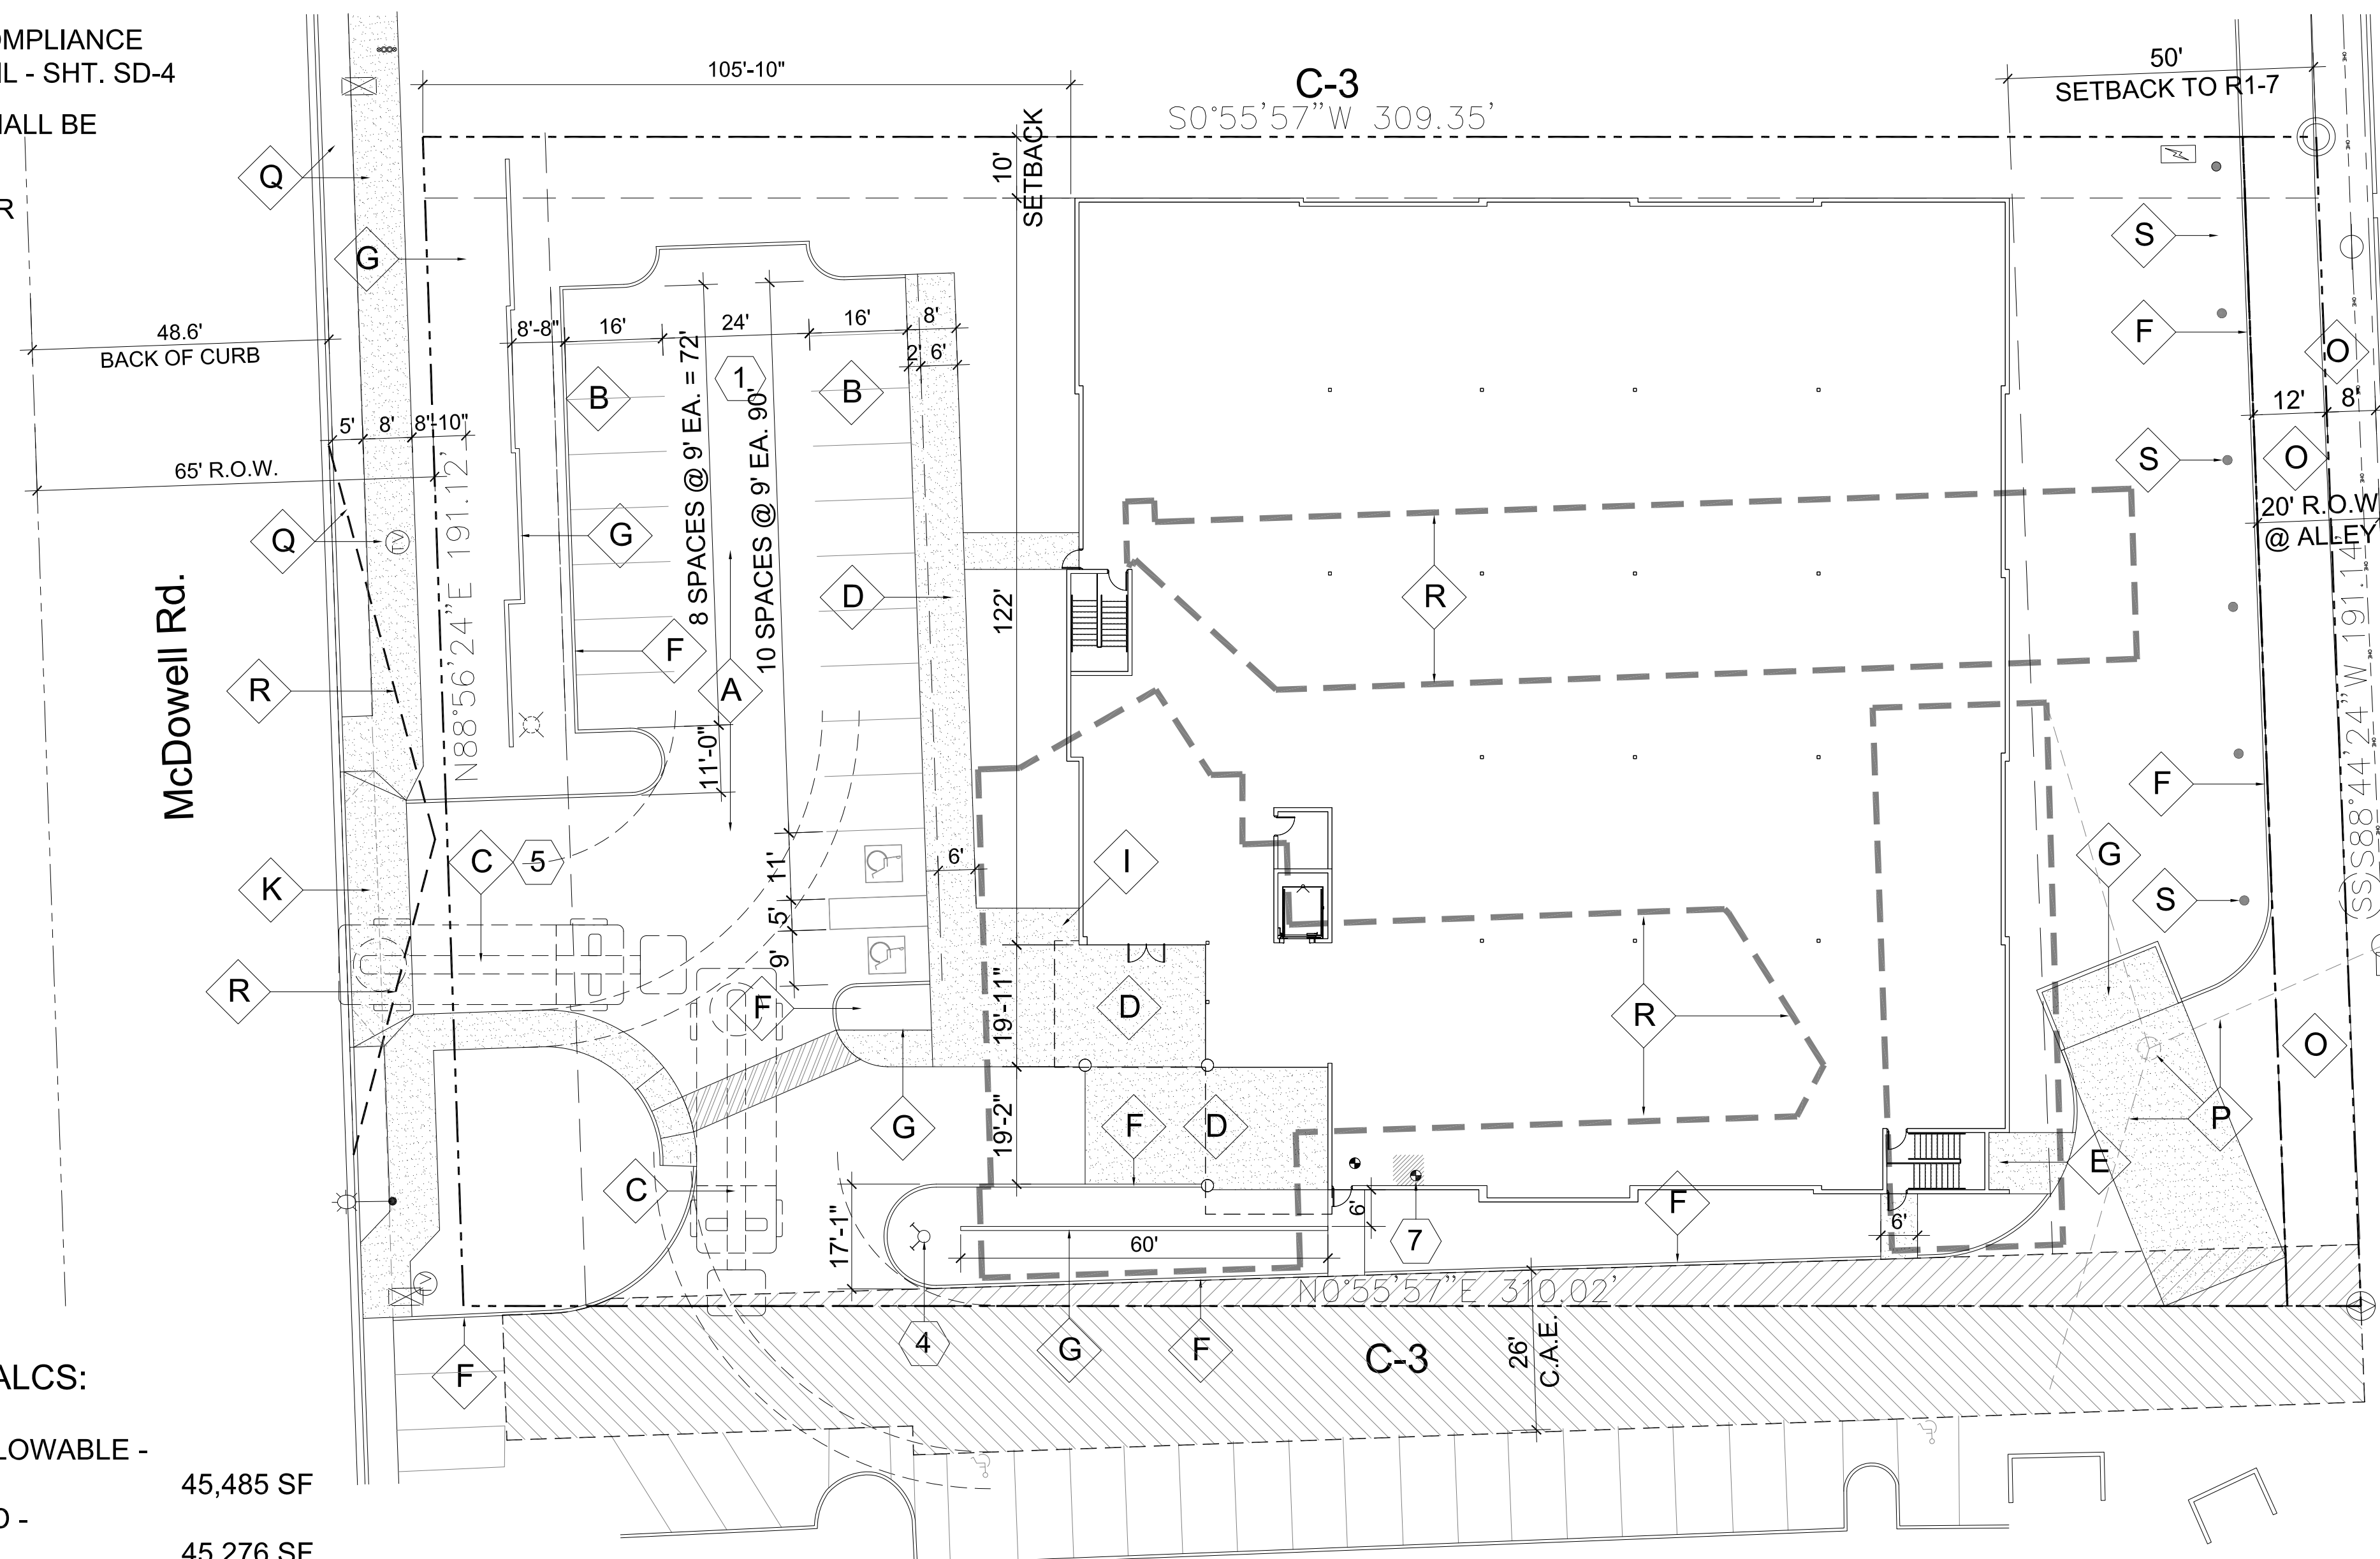 OMPLIANCE
IL - SHT. SD-4
HALL BE
R
105'-10"
C-3
S0°55'57"W 309.35'
50'
SETBACK TO R1-7
10'
SETBACK
Q
G
S
F
O
48.6'
BACK OF CURB
8'-8"
16'
24'
16'
8'
2'
6'
B
1
B
8 SPACES @ 9' EA. = 72'
10 SPACES @ 9' EA. 90'
5'
8'
8'-10"
65' R.O.W.
12'
8'
S
O
20' R.O.W
@ ALLEY
Q
TV
G
D
122'
R
McDowell Rd.
N88°56'24"E 191.12'
F
R
A
11'-0"
F
S88°44'24"W 191.14'
SS
C
5
11'
6'
I
G
K
5'
S
9'
R
F
D
19'-11"
R
O
G
19'-2"
F
D
P
E
C
17'-1"
6'
7
F
6'
60'
N0°55'57"E 310.02'
4
G
F
C-3
26'
C.A.E.
F
ALCS:
LOWABLE -
45,485 SF
D -
45,276 SF